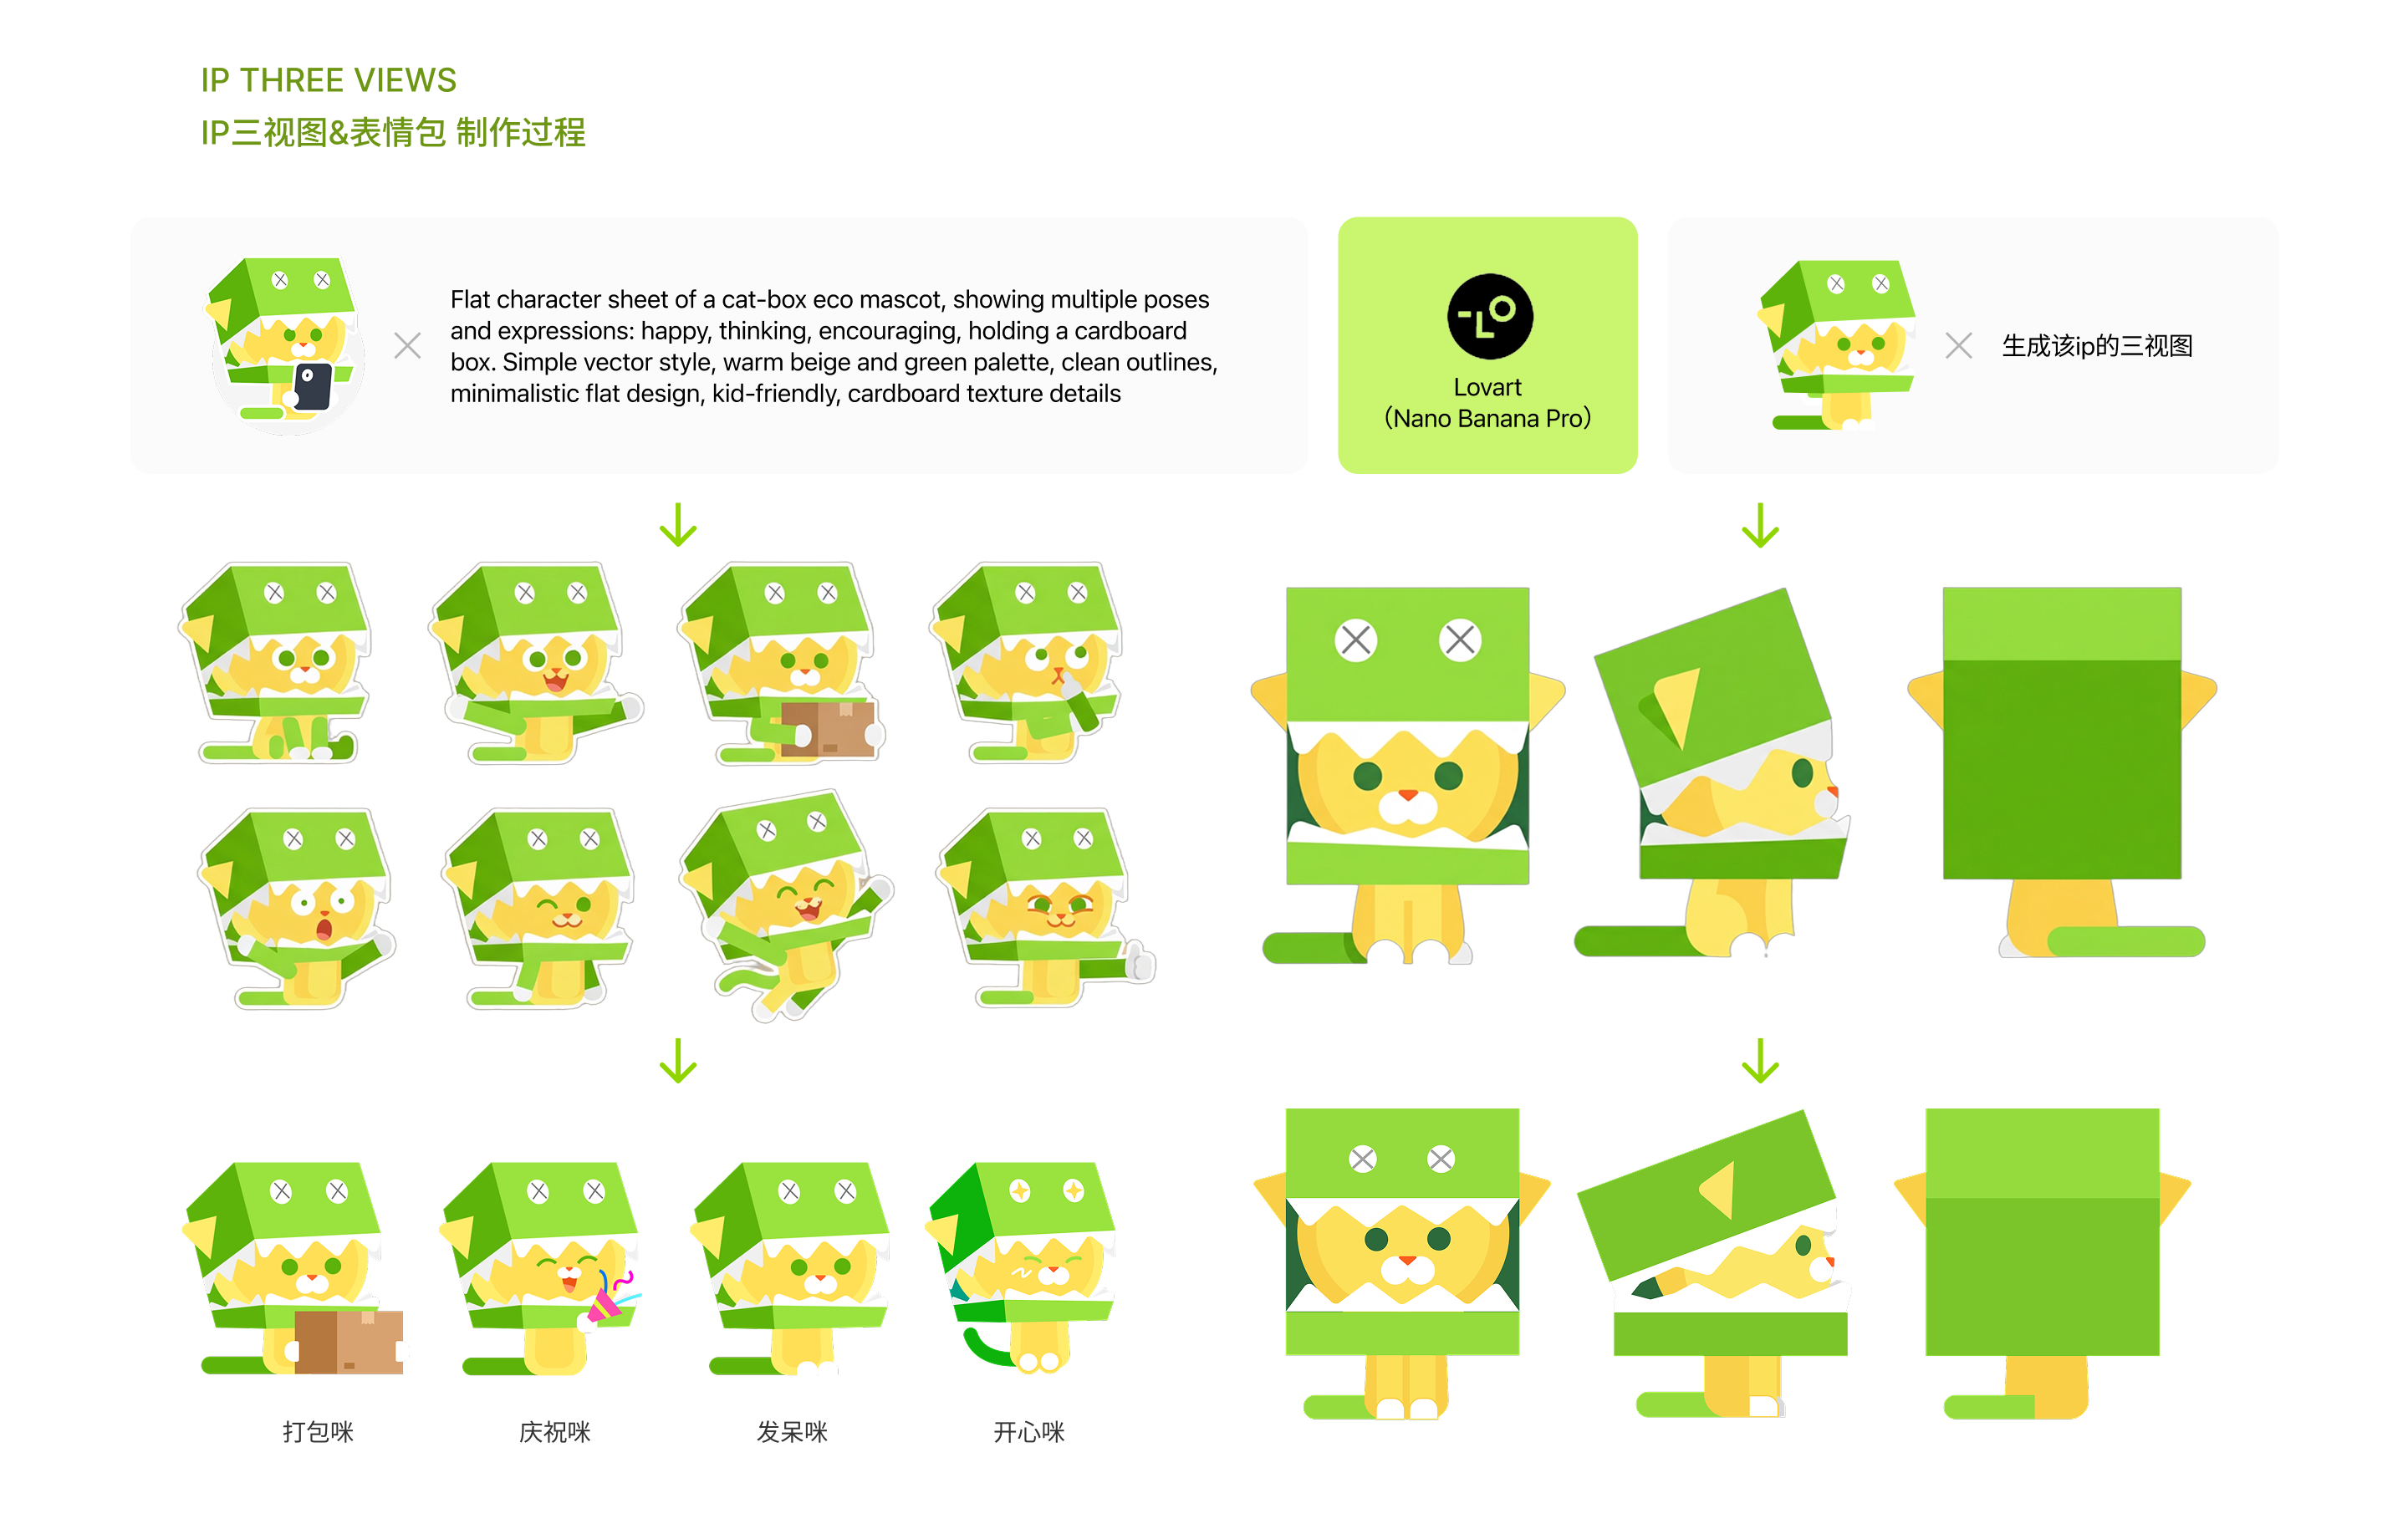 IP THREE VIEWS
IP三视图&表情包 制作过程
Flat character sheet of a cat-box eco mascot, showing multiple poses
and expressions: happy, thinking, encouraging, holding a cardboard
box. Simple vector style, warm beige and green palette, clean outlines,
minimalistic flat design, kid-friendly, cardboard texture details
Lovart
（Nano Banana Pro）
生成该ip的三视图
打包咪
庆祝咪
发呆咪
开心咪